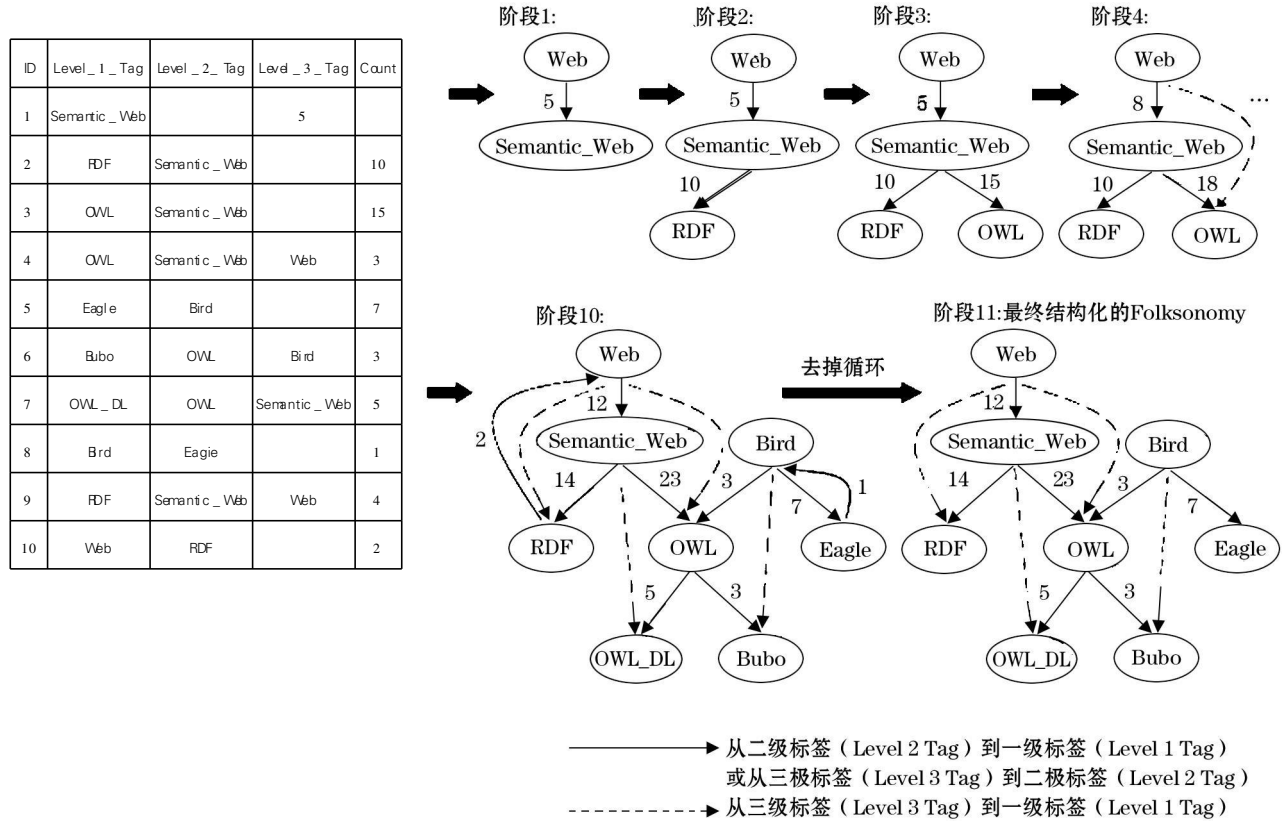 ID Level_1_Tag Level_2_Tag Level_3_Tag Count
1 Semantic_Web 5
2 RDF Semantic_Web 10
3 OWL Semantic_Web 15
4 OWL Semantic_Web Web 3
5 Eagle Bird 7
6 Bubo OWL Bird 3
7 OWL_DL OWL Semantic_Web 5
8 Bird Eagie 1
9 RDF Semantic_Web Web 4
10 Web RDF 2
阶段1:
Web
5
Semantic_Web
阶段2:
Web
5
Semantic_Web
10
RDF
阶段3:
Web
5
Semantic_Web
10 15
RDF OWL
阶段4:
Web
8
...
Semantic_Web
10 18
RDF OWL
阶段10:
Web
12
2
Semantic_Web Bird
14 23 3 7 1
RDF OWL Eagle
5 3
OWL_DL Bubo
去掉循环
阶段11:最终结构化的Folksonomy
Web
12
Semantic_Web Bird
14 23 3 7
RDF OWL Eagle
5 3
OWL_DL Bubo
从二级标签（Level 2 Tag）到一级标签（Level 1 Tag）
或从三极标签（Level 3 Tag）到二极标签（Level 2 Tag）
从三级标签（Level 3 Tag）到一级标签（Level 1 Tag）